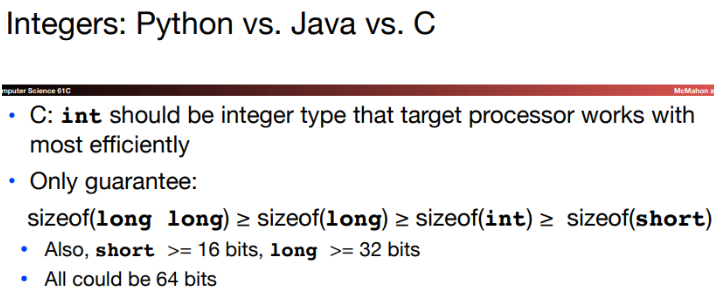 Integers: Python vs. Java vs. C
mputer Science 61C
McMahon a
• C: int should be integer type that target processor works with
most efficiently
• Only guarantee:
sizeof(long long) ≥ sizeof(long) ≥ sizeof(int) ≥ sizeof(short)
• Also, short >= 16 bits, long >= 32 bits
• All could be 64 bits